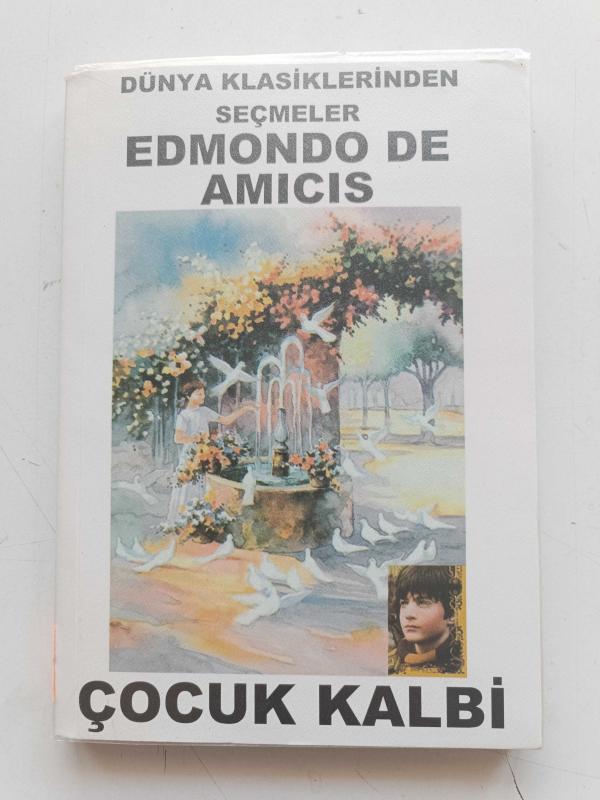 DÜNYA KLASİKLERİNDEN
SEÇMELER
EDMONDO DE
AMICIS
ÇOCUK KALBİ